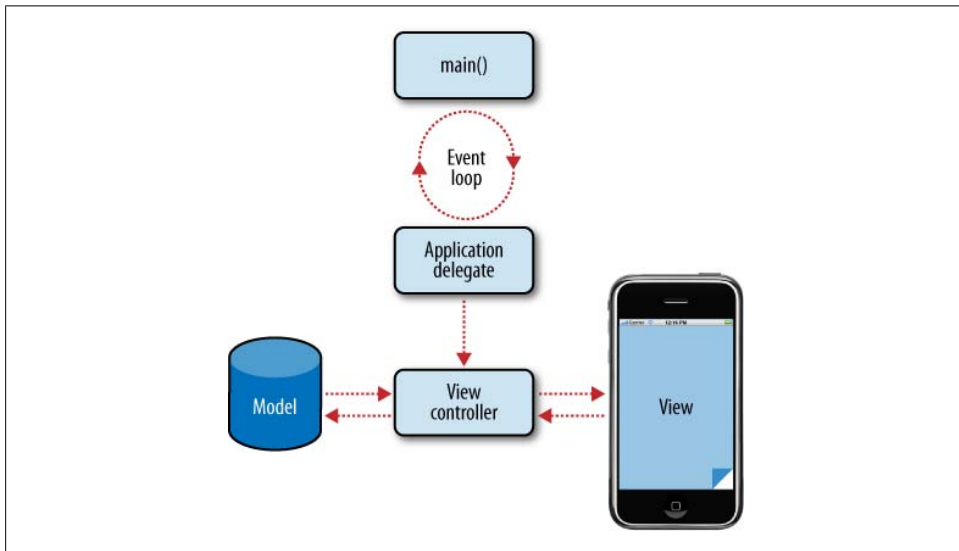 main()
Event
loop
Application
delegate
Model
View
controller
View